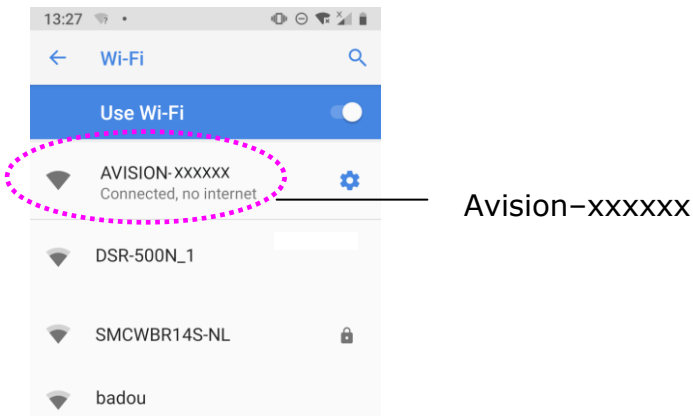 13:27
Wi-Fi
Use Wi-Fi
AVISION-xxxxxx
Connected, no internet
Avision–xxxxxx
DSR-500N_1
SMCWBR14S-NL
badou